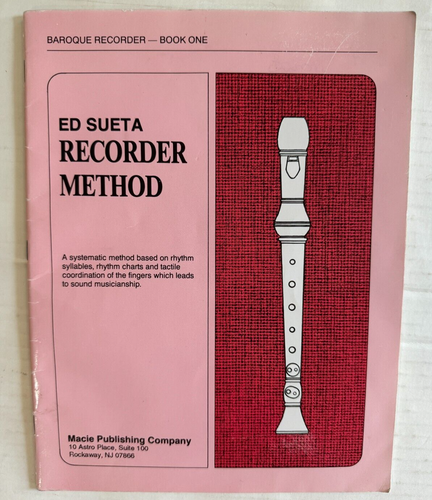 BAROQUE RECORDER — BOOK ONE
ED SUETA
RECORDER
METHOD
A systematic method based on rhythm
syllables, rhythm charts and tactile
coordination of the fingers which leads
to sound musicianship.
Macie Publishing Company
10 Astro Place, Suite 100
Rockaway, NJ 07866